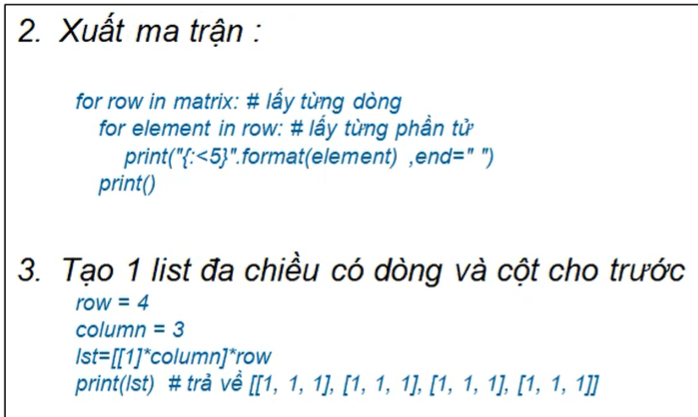 2. Xuất ma trận :
for row in matrix: # lấy từng dòng
for element in row: # lấy từng phần tử
print("{:<5}".format(element) ,end=" ")
print()
3. Tạo 1 list đa chiều có dòng và cột cho trước
row = 4
column = 3
lst=[[1]*column]*row
print(lst) # trả về [[1, 1, 1], [1, 1, 1], [1, 1, 1], [1, 1, 1]]